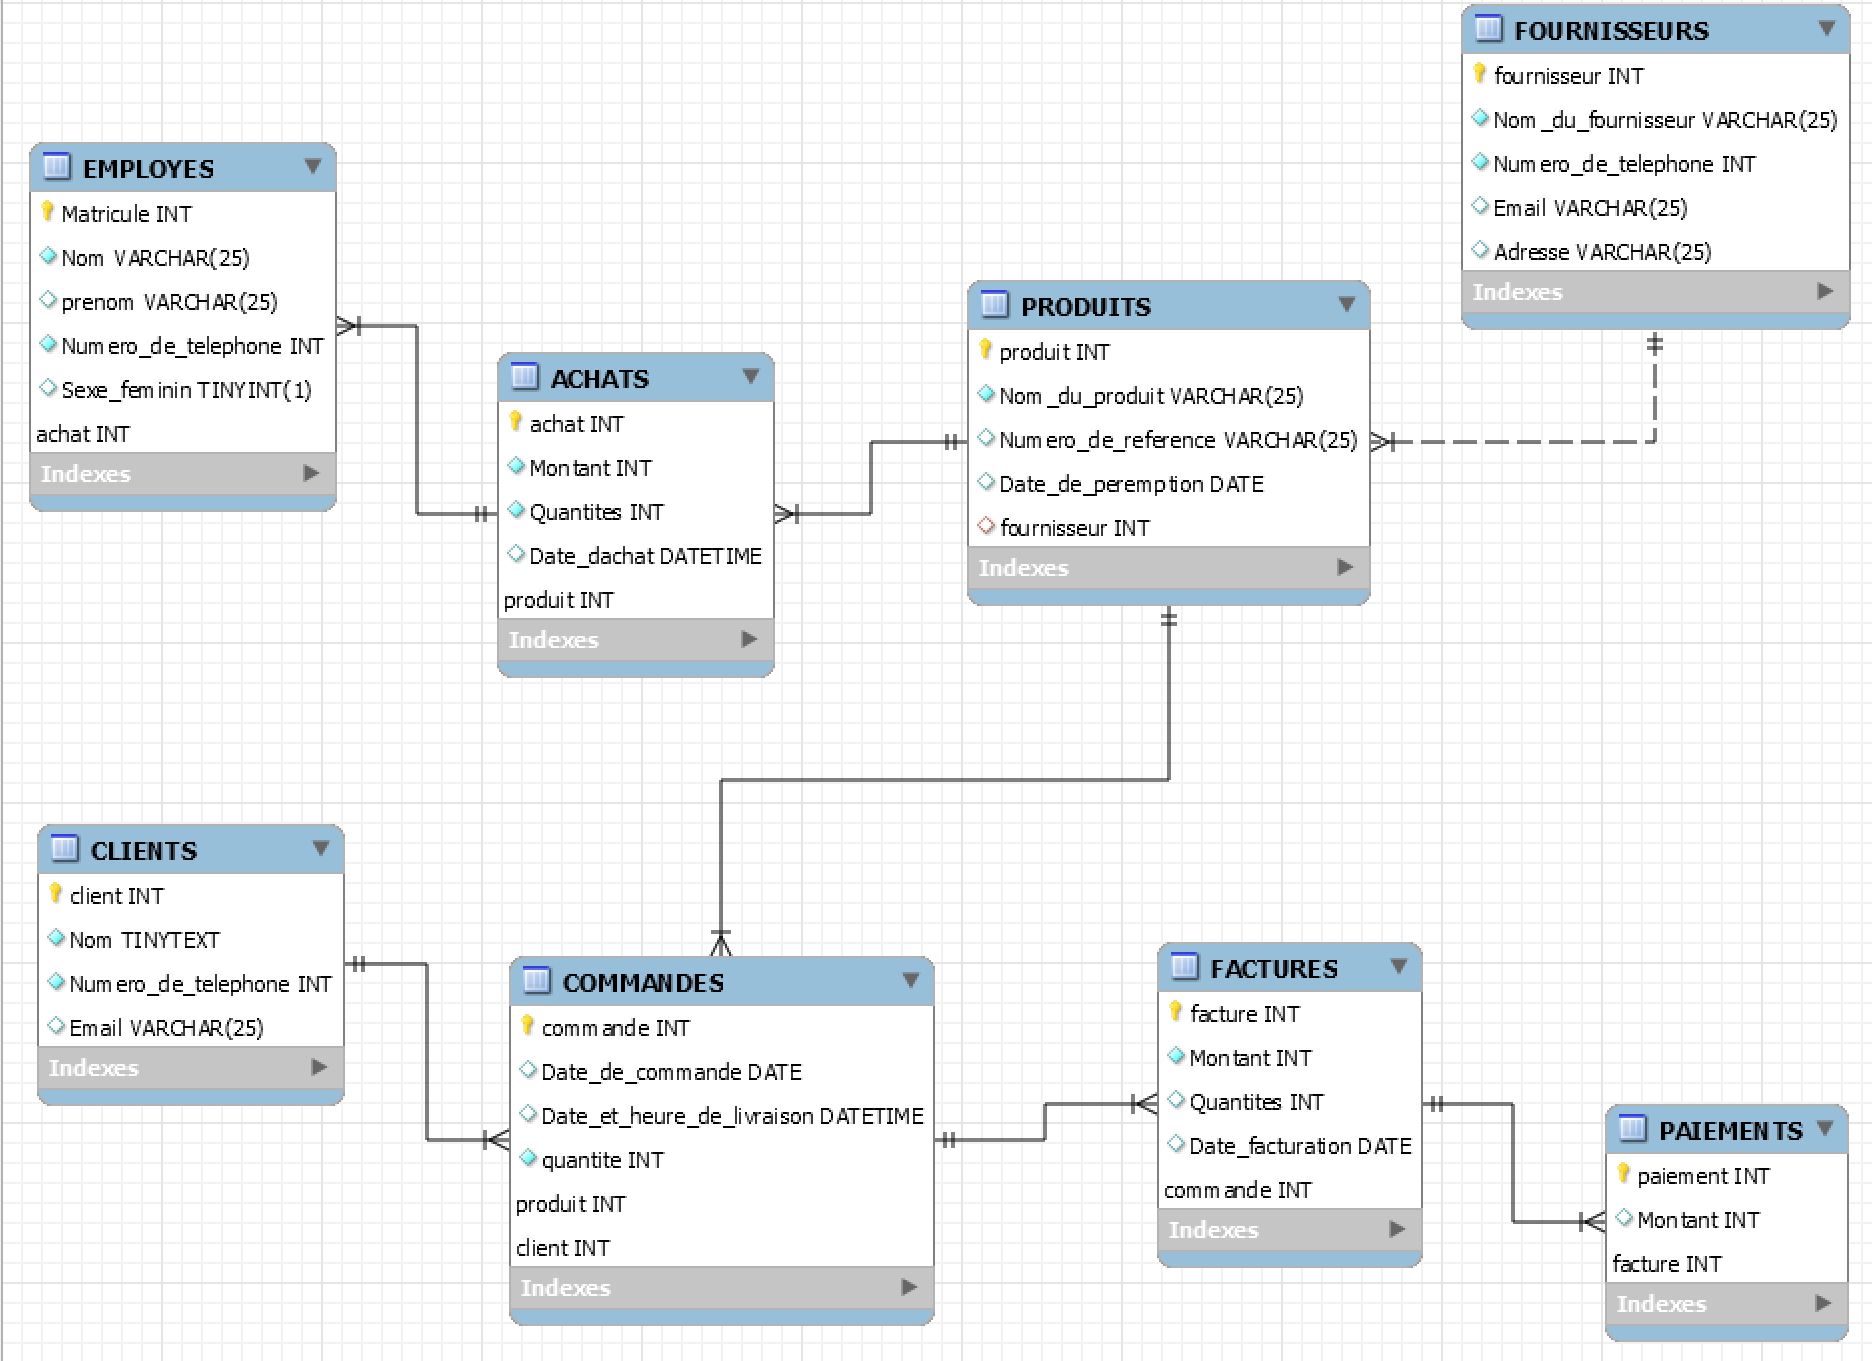 FOURNISSEURS
fournisseur INT
Nom_du_fournisseur VARCHAR(25)
Numero_de_telephone INT
Email VARCHAR(25)
Adresse VARCHAR(25)
Indexes
EMPLOYES
Matricule INT
Nom VARCHAR(25)
prenom VARCHAR(25)
Numero_de_telephone INT
Sexe_feminin TINYINT(1)
achat INT
Indexes
ACHATS
achat INT
Montant INT
Quantites INT
Date_dachat DATETIME
produit INT
Indexes
PRODUITS
produit INT
Nom_du_produit VARCHAR(25)
Numero_de_reference VARCHAR(25)
Date_de_peremption DATE
fournisseur INT
Indexes
CLIENTS
client INT
Nom TINYTEXT
Numero_de_telephone INT
Email VARCHAR(25)
Indexes
COMMANDES
commande INT
Date_de_commande DATE
Date_et_heure_de_livraison DATETIME
quantite INT
produit INT
client INT
Indexes
FACTURES
facture INT
Montant INT
Quantites INT
Date_facturation DATE
commande INT
Indexes
PAIEMENTS
paiement INT
Montant INT
facture INT
Indexes